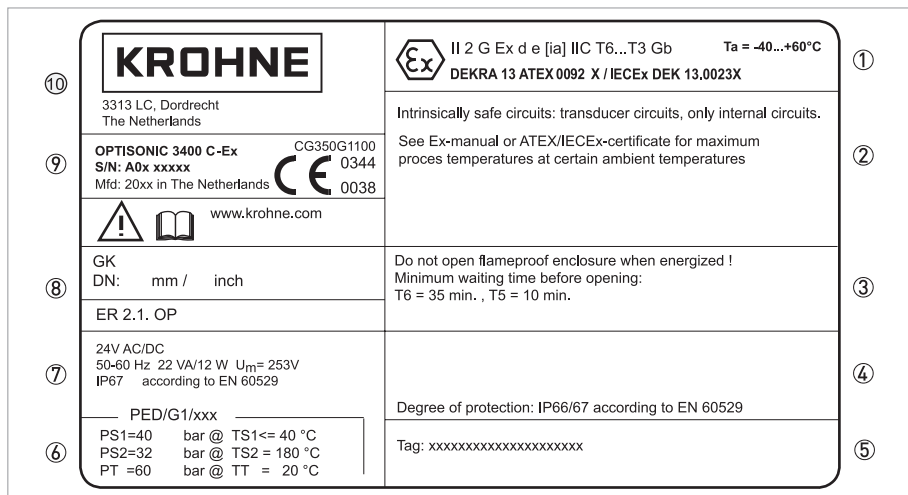 KROHNE
3313 LC, Dordrecht
The Netherlands
OPTISONIC 3400 C-Ex
S/N: A0x xxxxx
Mfd: 20xx in The Netherlands
CG350G1100
CE
0344
0038
www.krohne.com
GK
DN: mm / inch
ER 2.1. OP
24V AC/DC
50-60 Hz 22 VA/12 W Um= 253V
IP67 according to EN 60529
PED/G1/xxx
PS1=40 bar @ TS1<= 40 °C
PS2=32 bar @ TS2 = 180 °C
PT =60 bar @ TT = 20 °C
Ex
II 2 G Ex d e [ia] IIC T6...T3 Gb
Ta = -40...+60°C
DEKRA 13 ATEX 0092 X / IECEx DEK 13.0023X
Intrinsically safe circuits: transducer circuits, only internal circuits.
See Ex-manual or ATEX/IECEx-certificate for maximum
proces temperatures at certain ambient temperatures
Do not open flameproof enclosure when energized !
Minimum waiting time before opening:
T6 = 35 min. , T5 = 10 min.
Degree of protection: IP66/67 according to EN 60529
Tag: xxxxxxxxxxxxxxxxxxxxx
①
②
③
④
⑤
⑥
⑦
⑧
⑨
⑩